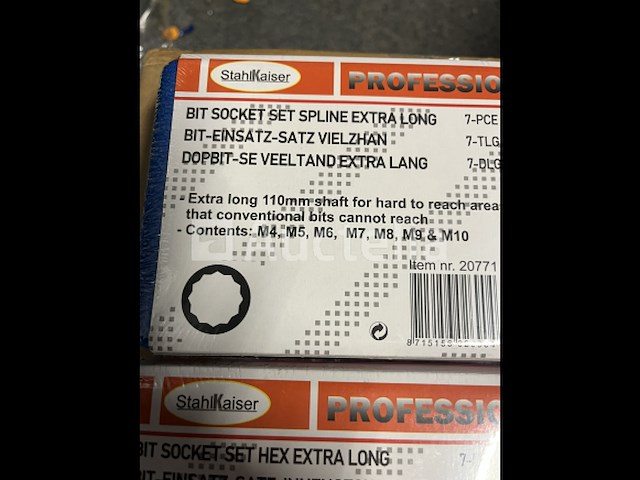 StahlKaiser PROFESSIO
BIT SOCKET SET SPLINE EXTRA LONG 7-PCE
BIT-EINSATZ-SATZ VIELZHAN 7-TLG
DOPBIT-SE VEELTAND EXTRA LANG 7-DLG
- Extra long 110mm shaft for hard to reach areas
that conventional bits cannot reach
- Contents: M4, M5, M6, M7, M8, M9 & M10
Item nr. 20771
StahlKaiser PROFESSIO
BIT SOCKET SET HEX EXTRA LONG 7-